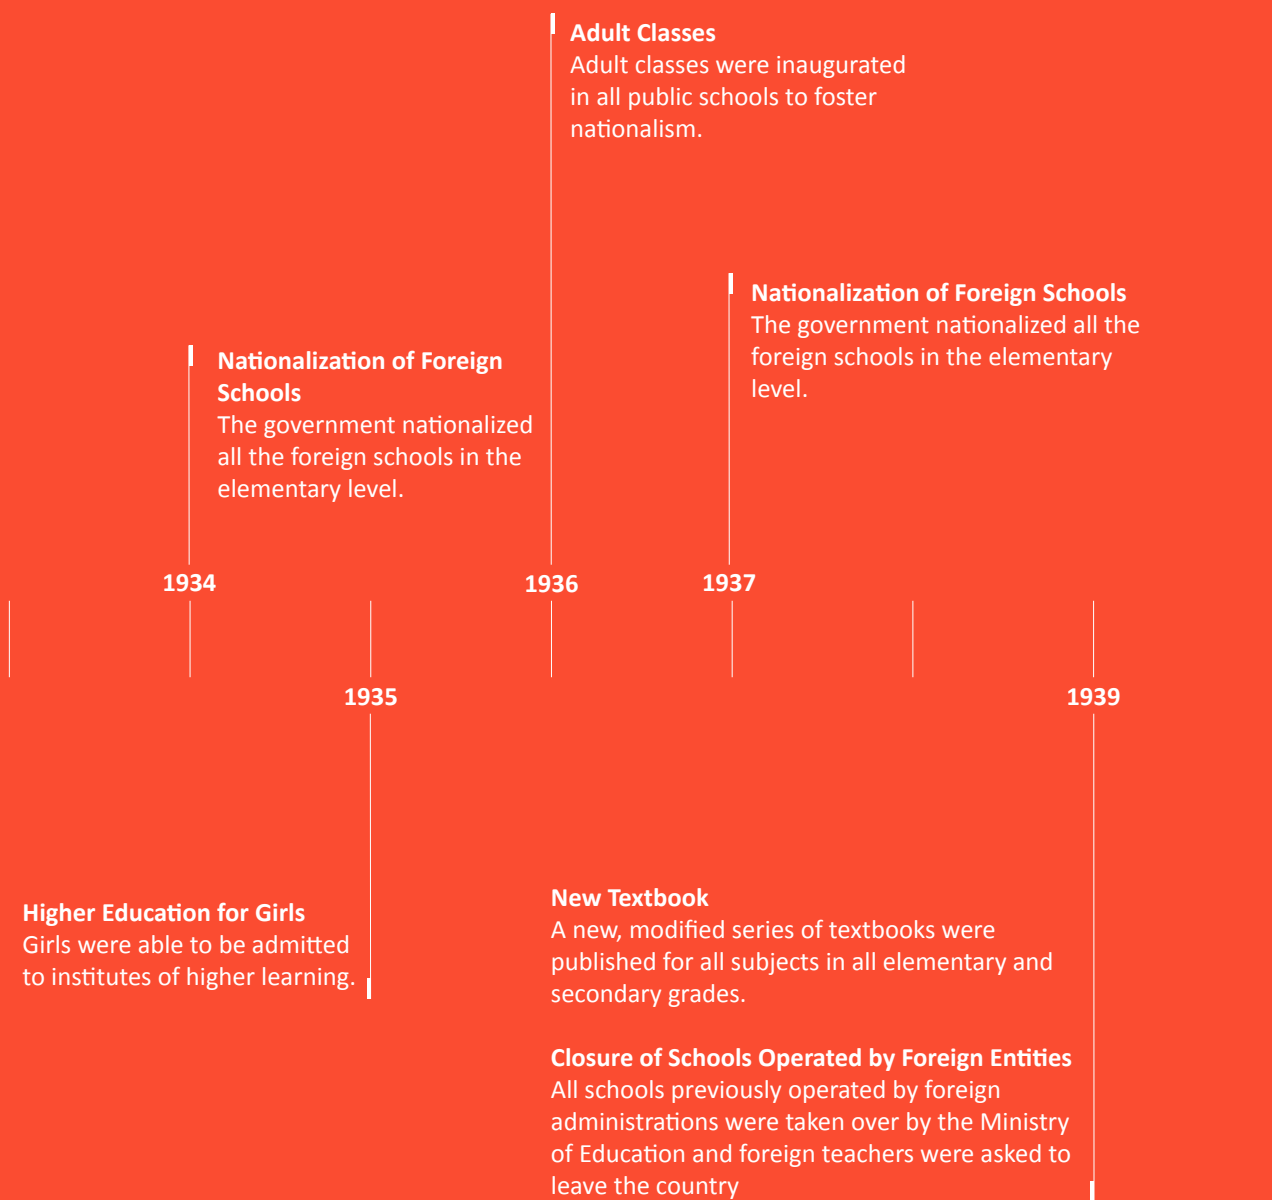 Adult Classes
Adult classes were inaugurated
in all public schools to foster
nationalism.
Nationalization of Foreign Schools
The government nationalized all the
foreign schools in the elementary
level.
Nationalization of Foreign
Schools
The government nationalized
all the foreign schools in the
elementary level.
1934
1936
1937
1935
1939
Higher Education for Girls
Girls were able to be admitted
to institutes of higher learning.
New Textbook
A new, modified series of textbooks were
published for all subjects in all elementary and
secondary grades.
Closure of Schools Operated by Foreign Entities
All schools previously operated by foreign
administrations were taken over by the Ministry
of Education and foreign teachers were asked to
leave the country